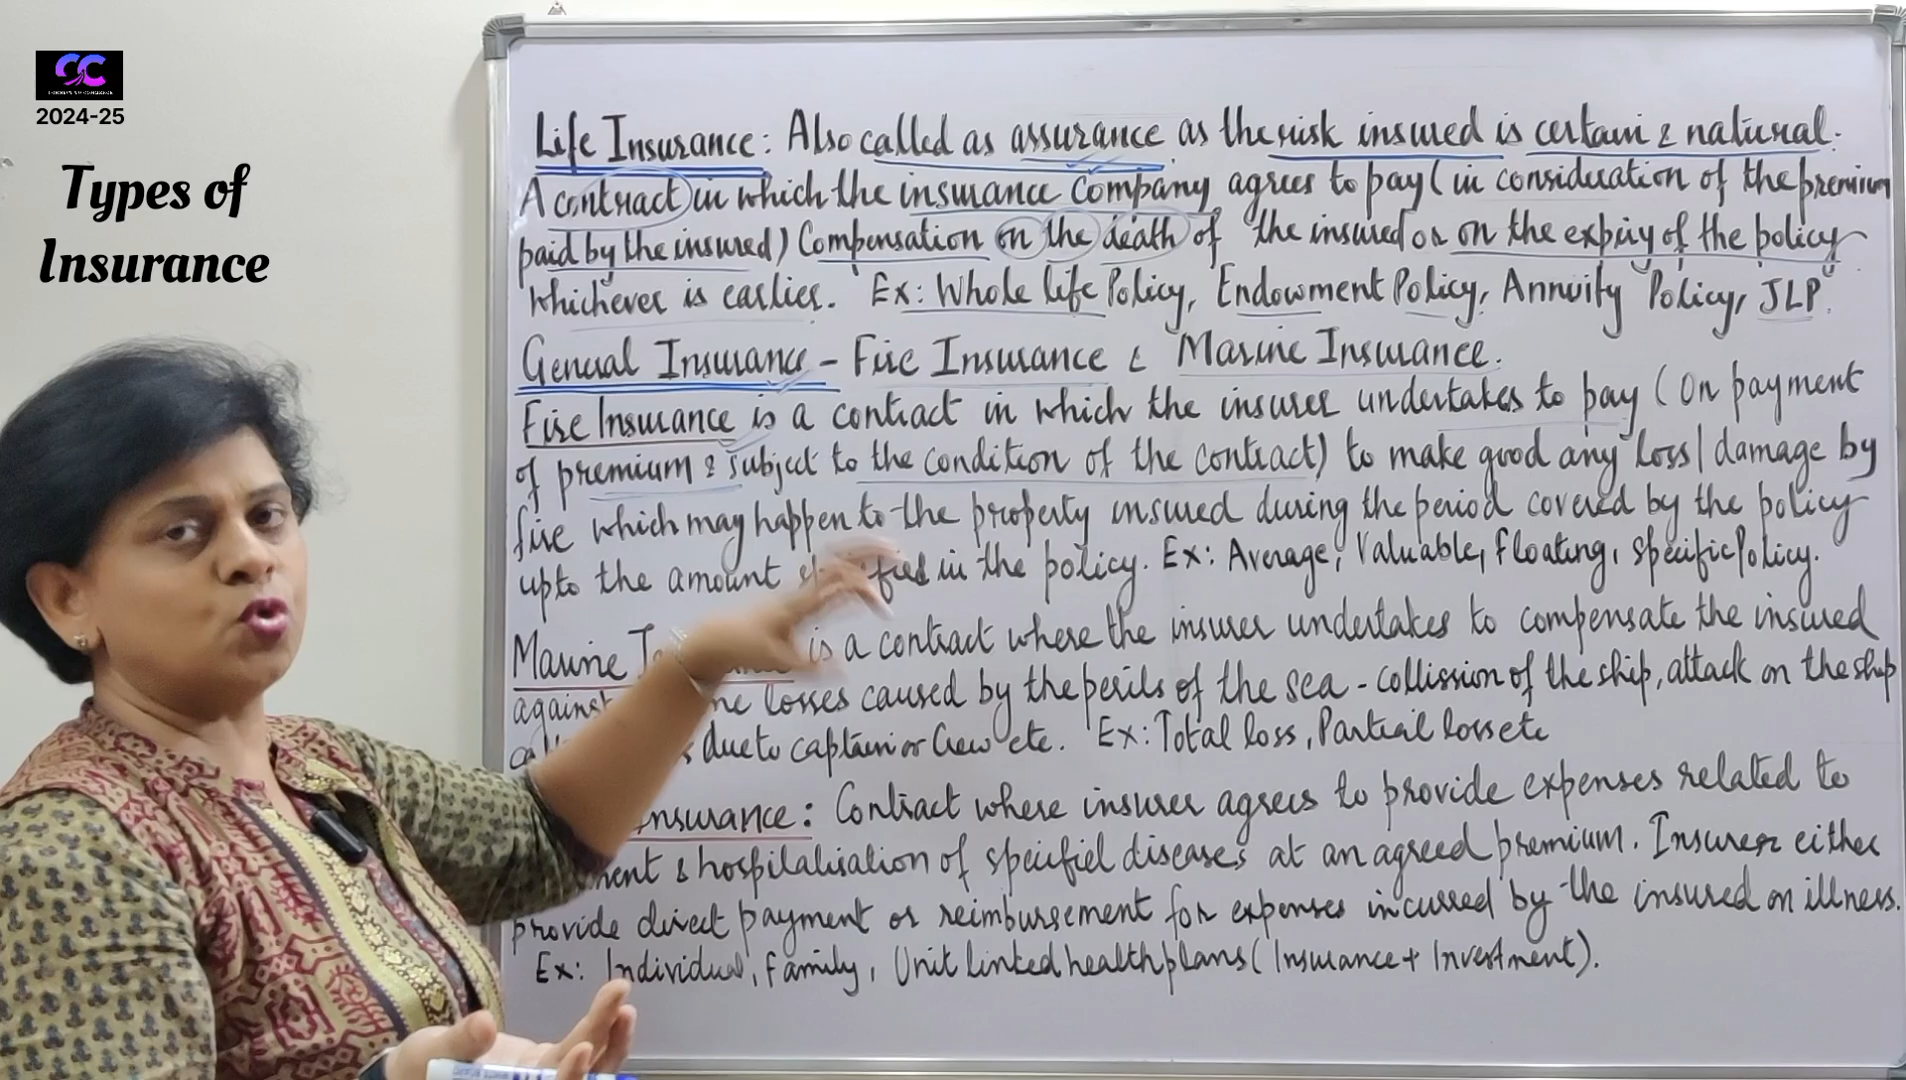 2024-25
Types of
Insurance
Life Insurance: Also called as assurance as the risk insured is certain & natural.
A contract in which the insurance company agrees to pay (in consideration of the premium
paid by the insured) Compensation on the death of the insured or on the expiry of the policy
whichever is earlier. Ex: Whole life Policy, Endowment Policy, Annuity Policy, JLP.
General Insurance - Fire Insurance & Marine Insurance.
Fire Insurance is a contract in which the insurer undertakes to pay (On payment
of premium & subject to the condition of the contract) to make good any loss/damage by
fire which may happen to the property insured during the period covered by the policy
upto the amount in the policy. Ex: Average, Valuable, Floating, Specific Policy.
Marine is a contract where the insurer undertakes to compensate the insured
against losses caused by the perils of the sea - collission of the ship, attack on the ship
due to captain or Crew etc. Ex: Total loss, Partial loss etc
Insurance: Contract where insurer agrees to provide expenses related to
& hospitalisation of specified diseases at an agreed premium. Insurer either
provide direct payment or reimbursement for expenses incurred by the insured on illness.
Ex: Individual, Family, Unit linked health plans (Insurance + Investment).